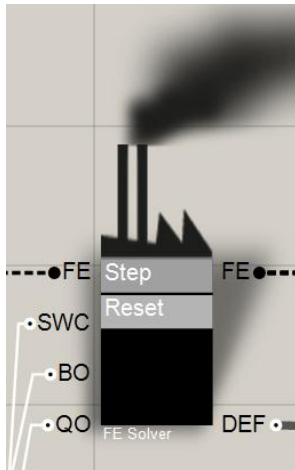 FE Step FE
Reset
SWC
BO
QO DEF
FE Solver